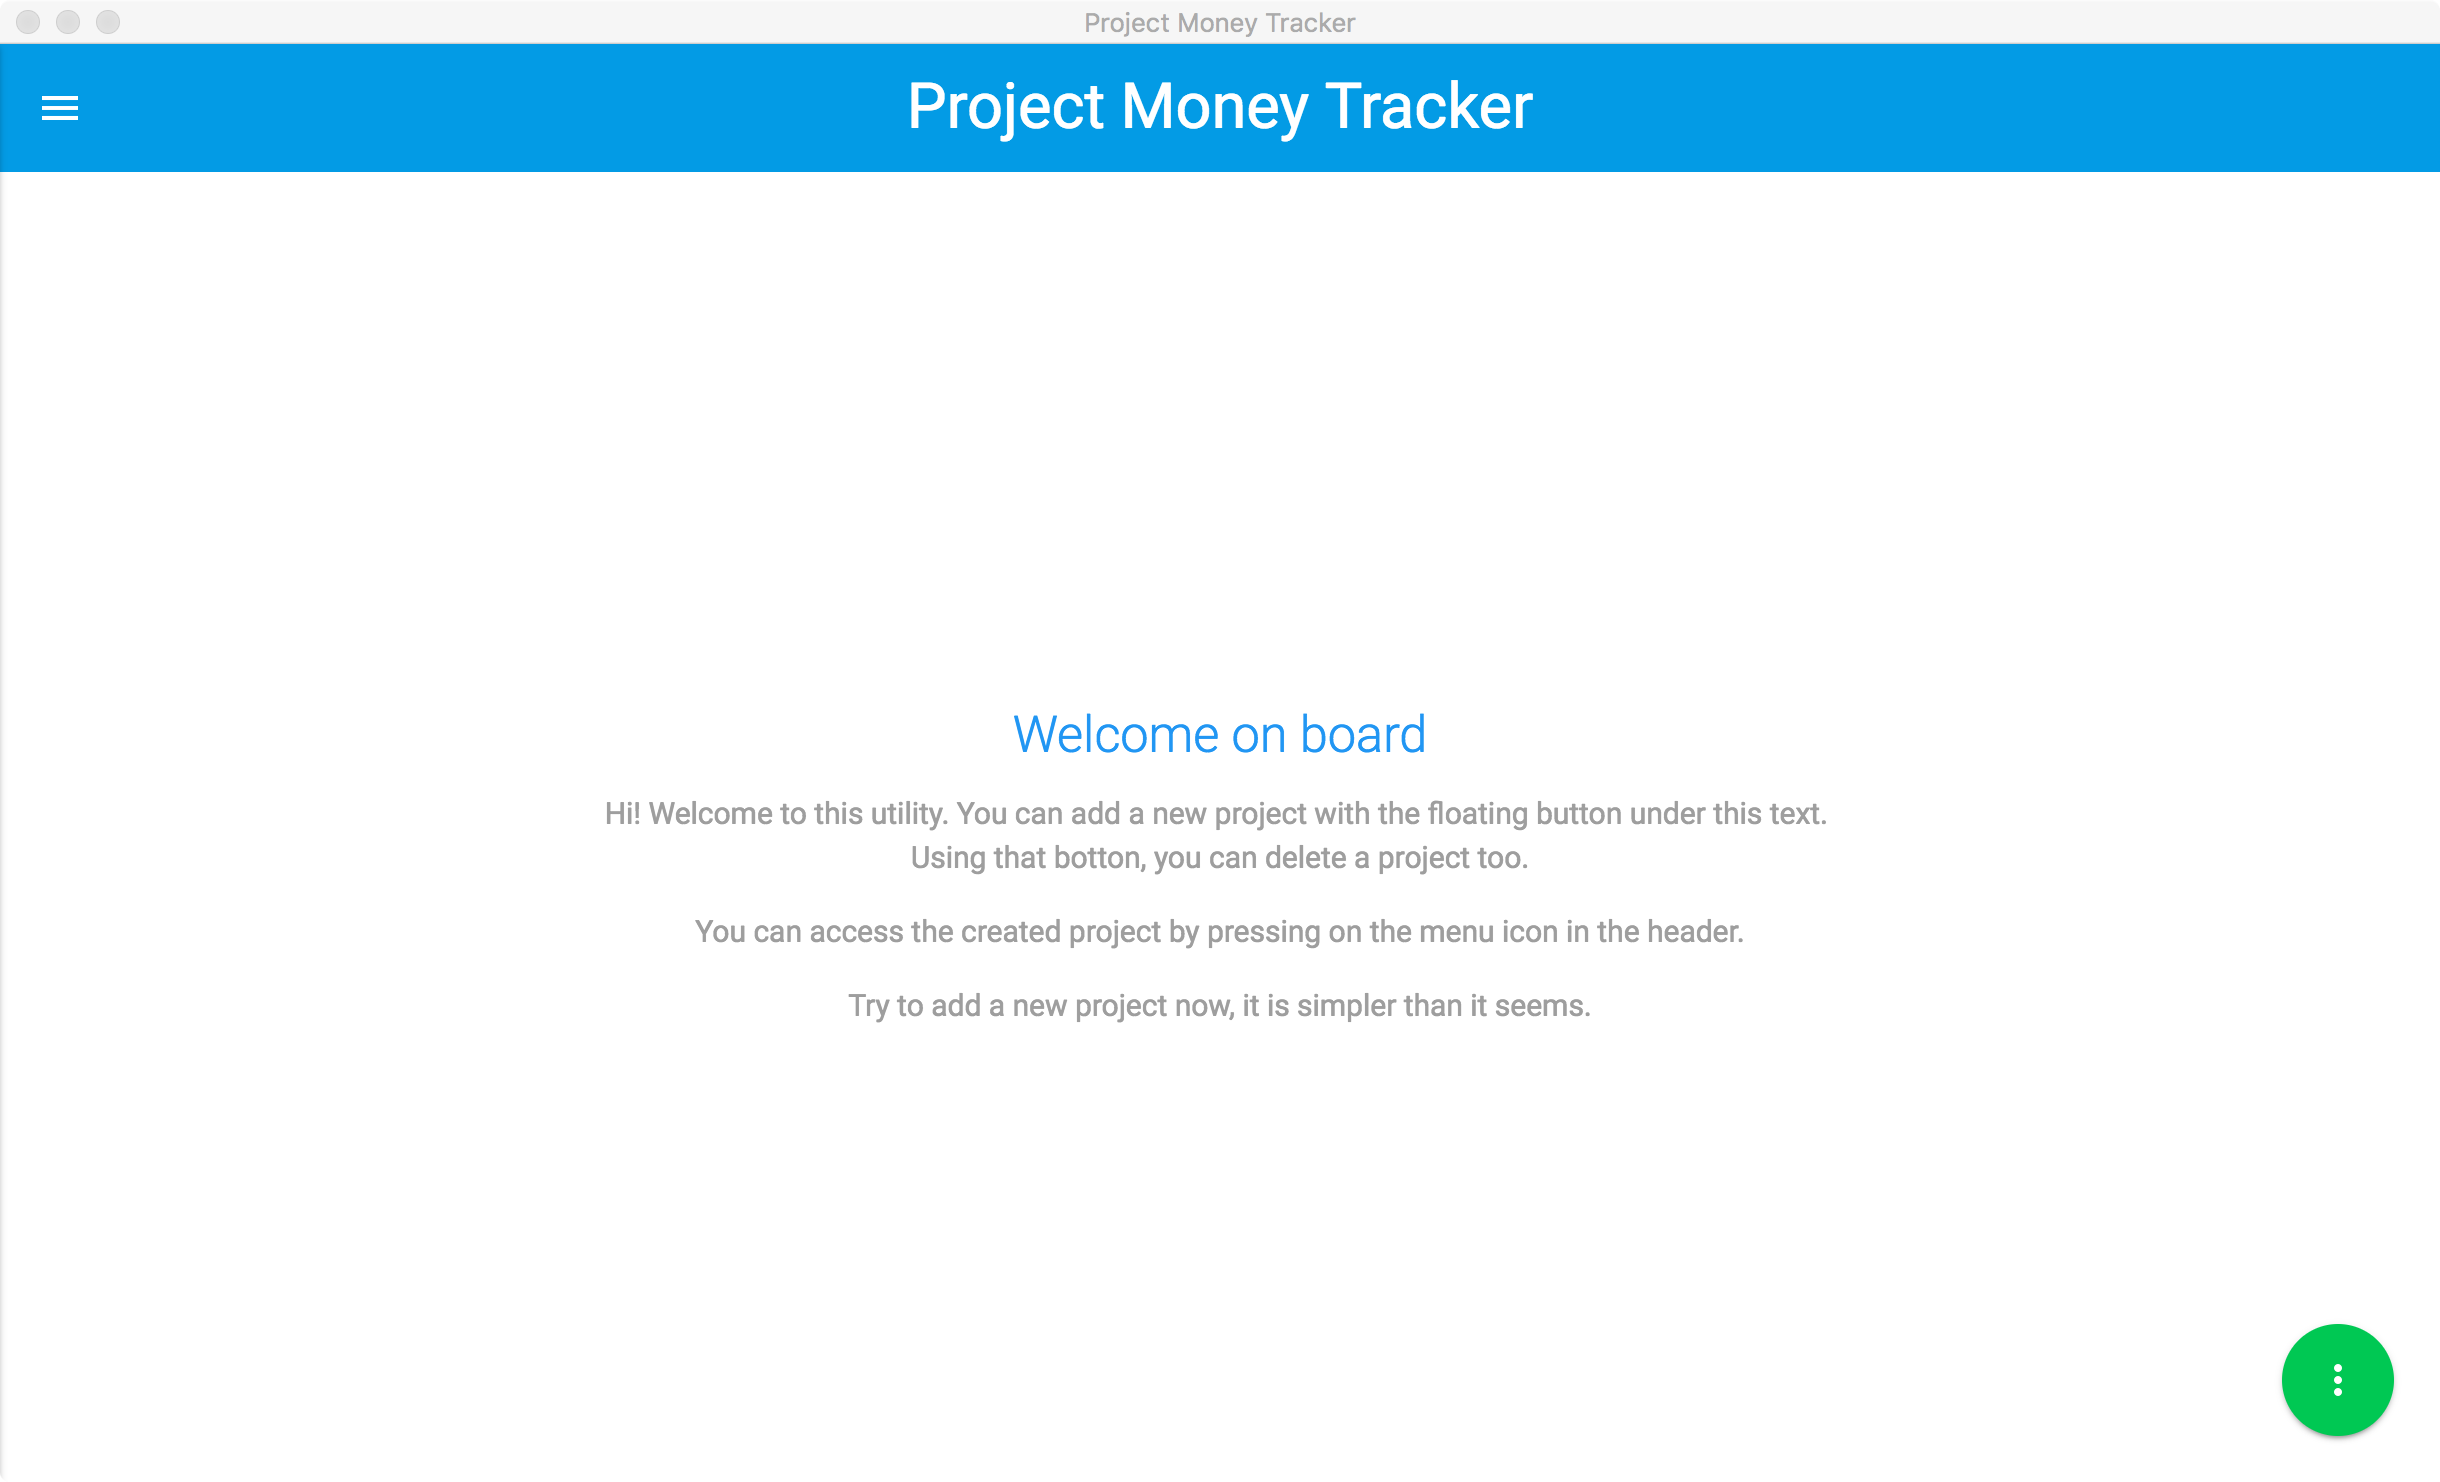 Project Money Tracker
Project Money Tracker
Welcome on board
Hi! Welcome to this utility. You can add a new project with the floating button under this text.
Using that botton, you can delete a project too.
You can access the created project by pressing on the menu icon in the header.
Try to add a new project now, it is simpler than it seems.